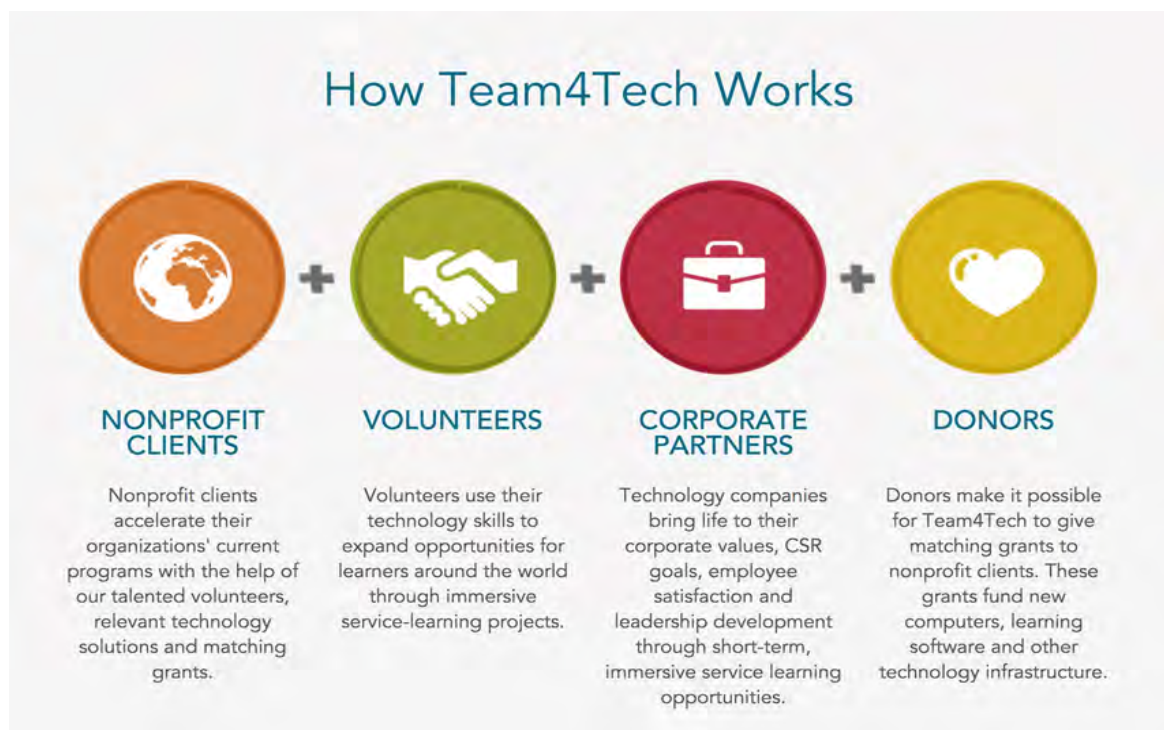 How Team4Tech Works
NONPROFIT
CLIENTS
Nonprofit clients
accelerate their
organizations' current
programs with the help of
our talented volunteers,
relevant technology
solutions and matching
grants.
VOLUNTEERS
Volunteers use their
technology skills to
expand opportunities for
learners around the world
through immersive
service-learning projects.
CORPORATE
PARTNERS
Technology companies
bring life to their
corporate values, CSR
goals, employee
satisfaction and
leadership development
through short-term,
immersive service learning
opportunities.
DONORS
Donors make it possible
for Team4Tech to give
matching grants to
nonprofit clients. These
grants fund new
computers, learning
software and other
technology infrastructure.